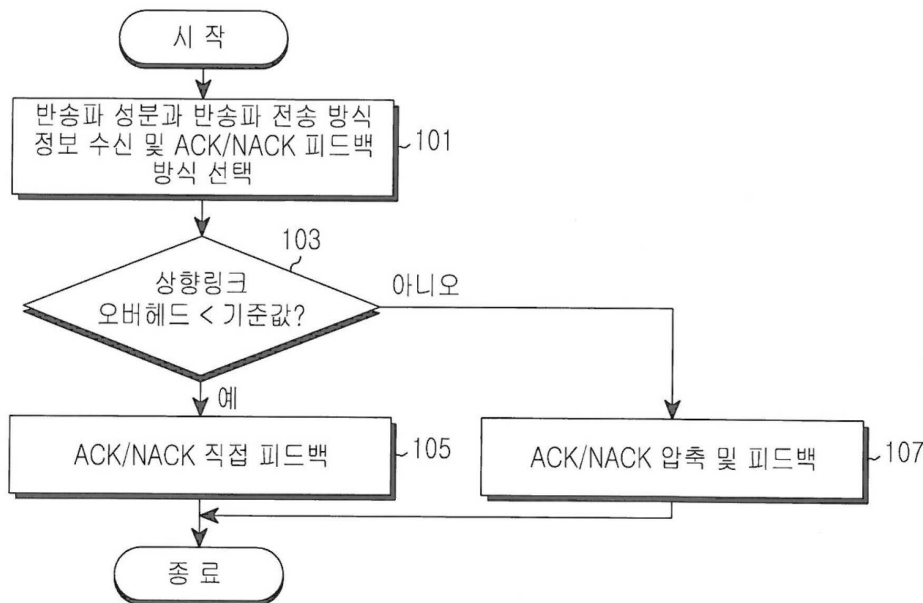 시 작
반송파 성분과 반송파 전송 방식
정보 수신 및 ACK/NACK 피드백
방식 선택
101
103
상향링크
오버헤드 < 기준값?
아니오
예
ACK/NACK 직접 피드백
105
ACK/NACK 압축 및 피드백
107
종 료